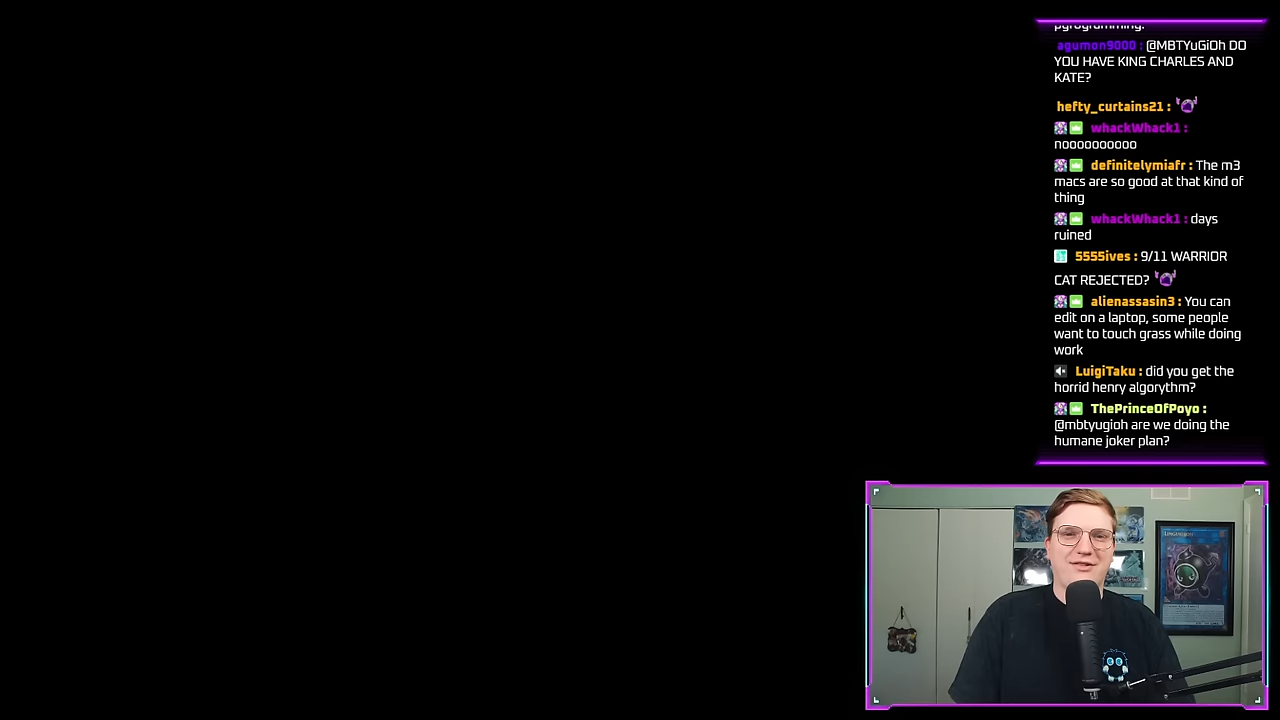 pgrogramming.
agumon9000 : @MBTYuGiOh DO
YOU HAVE KING CHARLES AND
KATE?
hefty_curtains21 :
whackWhack1 :
noooooooooo
definitelymiafr : The m3
macs are so good at that kind of
thing
whackWhack1 : days
ruined
5555ives : 9/11 WARRIOR
CAT REJECTED?
alienassasin3 : You can
edit on a laptop, some people
want to touch grass while doing
work
LuigiTaku : did you get the
horrid henry algorythm?
ThePrinceOfPoyo :
@mbtyugioh are we doing the
humane joker plan?